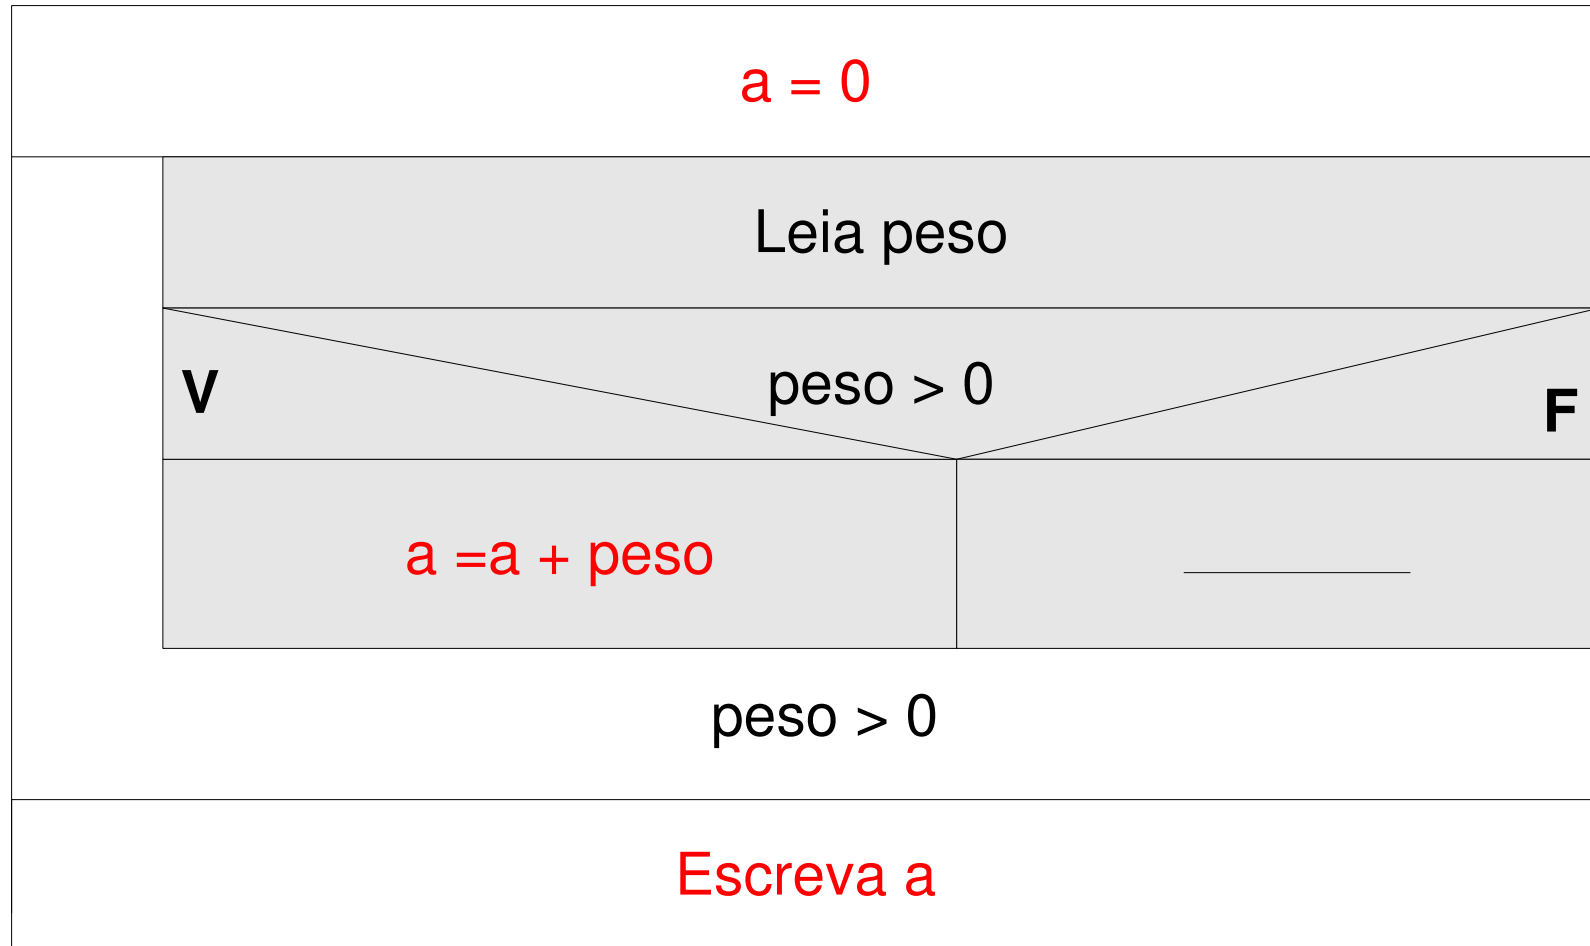 a = 0
Leia peso
peso > 0
V
F
a =a + peso
peso > 0
Escreva a